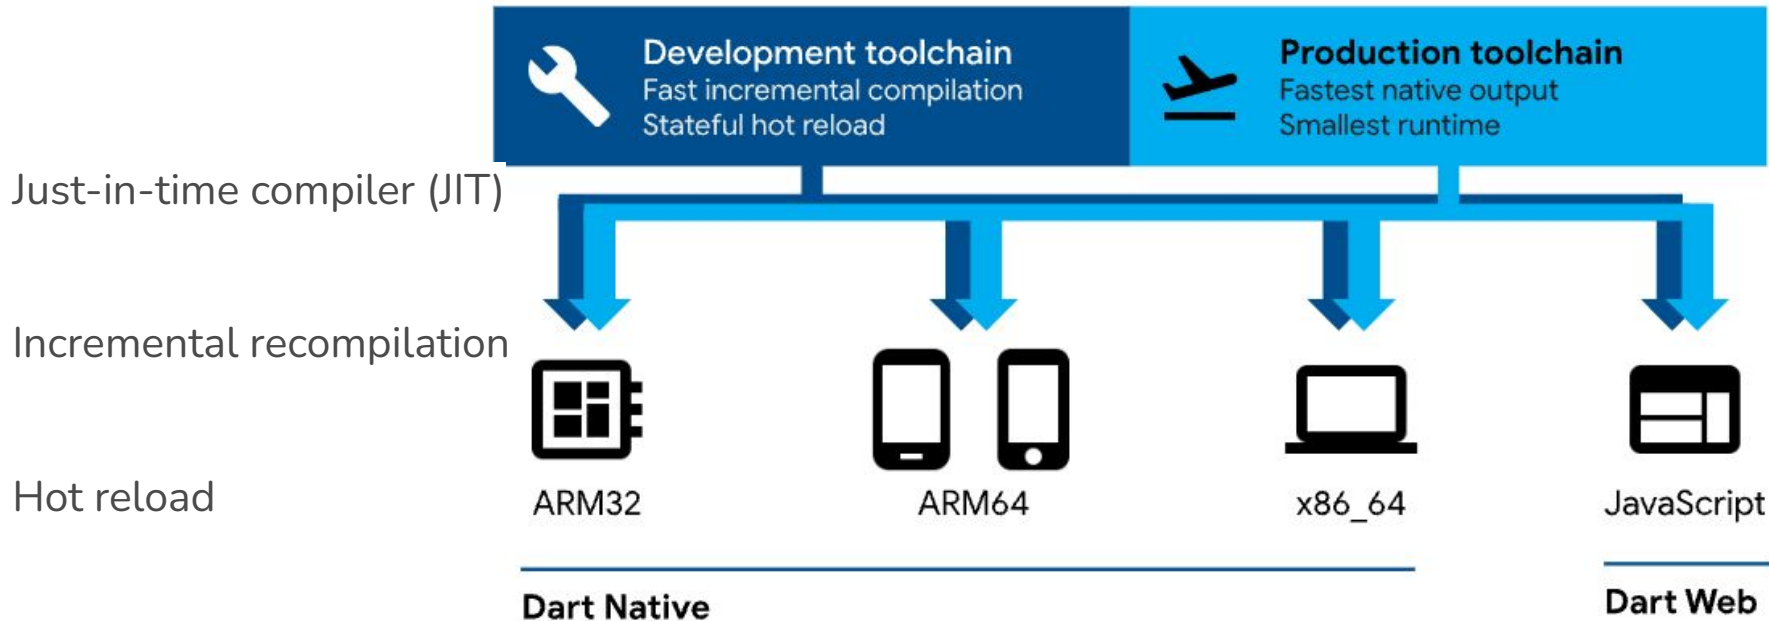 Development toolchain
Fast incremental compilation
Stateful hot reload
Production toolchain
Fastest native output
Smallest runtime
Just-in-time compiler (JIT)
Incremental recompilation
Hot reload
ARM32
ARM64
x86_64
JavaScript
Dart Native
Dart Web